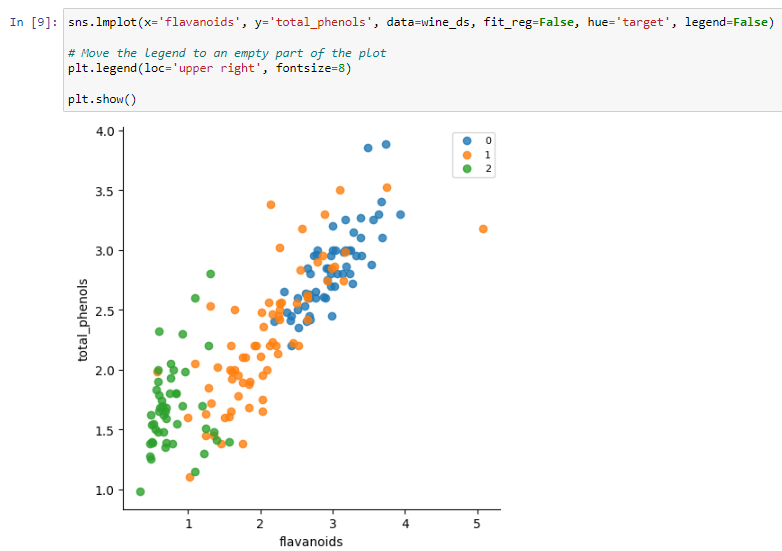 In [9]: sns.lmplot(x='flavanoids', y='total_phenols', data=wine_ds, fit_reg=False, hue='target', legend=False)
# Move the legend to an empty part of the plot
plt.legend(loc='upper right', fontsize=8)
plt.show()
0
1
2
4.0
3.5
3.0
2.5
2.0
1.5
1.0
total_phenols
1 2 3 4 5
flavanoids